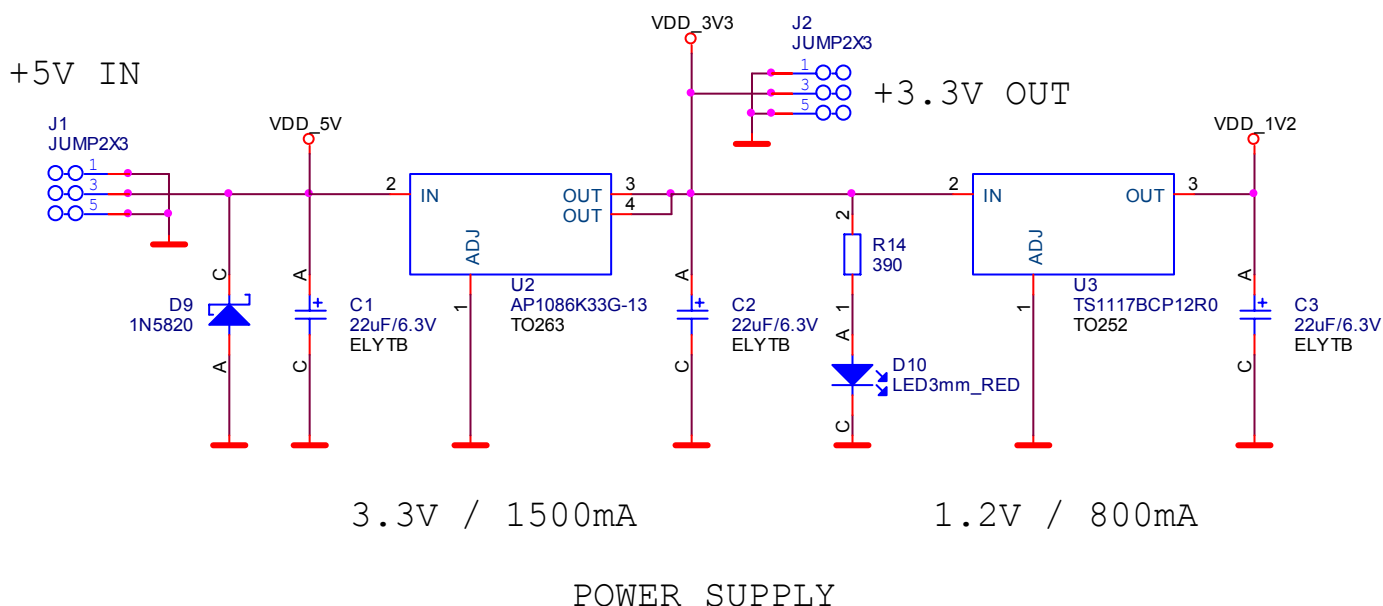 +5V IN
J1
JUMP2X3
1
3
5
VDD_5V
D9
1N5820
C
A
A
C
C1
22uF/6.3V
ELYTB
2
IN
OUT
OUT
3
4
ADJ
1
U2
AP1086K33G-13
TO263
VDD_3V3
J2
JUMP2X3
1
3
5
+3.3V OUT
A
C
C2
22uF/6.3V
ELYTB
2
R14
390
1
A
D10
LED3mm_RED
C
2
IN
OUT
3
ADJ
1
U3
TS1117BCP12R0
TO252
VDD_1V2
A
C
C3
22uF/6.3V
ELYTB
3.3V / 1500mA
1.2V / 800mA
POWER SUPPLY